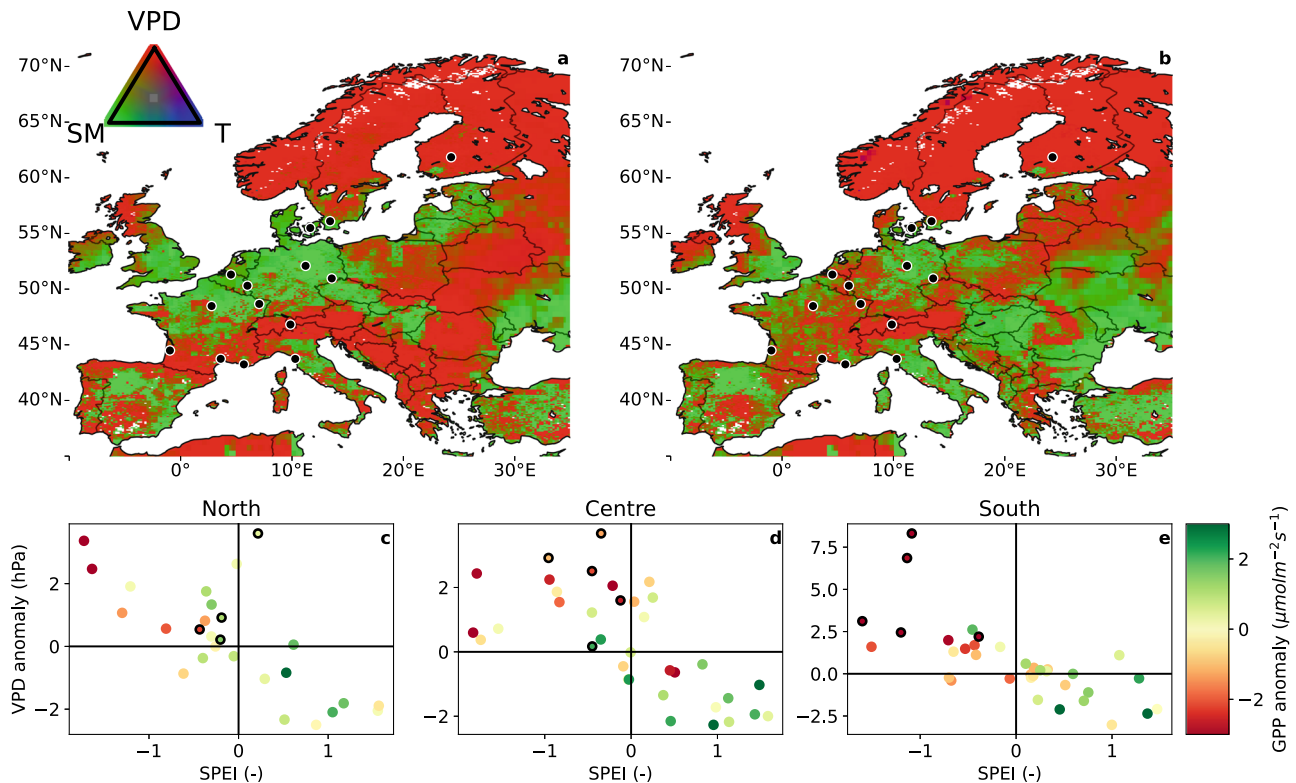 VPD
SM T
a
70°N
65°N
60°N
55°N
50°N
45°N
40°N
0° 10°E 20°E 30°E
b
70°N
65°N
60°N
55°N
50°N
45°N
40°N
0° 10°E 20°E 30°E
North
c
VPD anomaly (hPa)
2
0
−2
−1 0 1
SPEI (-)
Centre
d
2
0
−2
−1 0 1
SPEI (-)
South
e
7.5
5.0
2.5
0.0
−2.5
−1 0 1
SPEI (-)
2
0
−2
GPP anomaly (μmolm−2s−1)